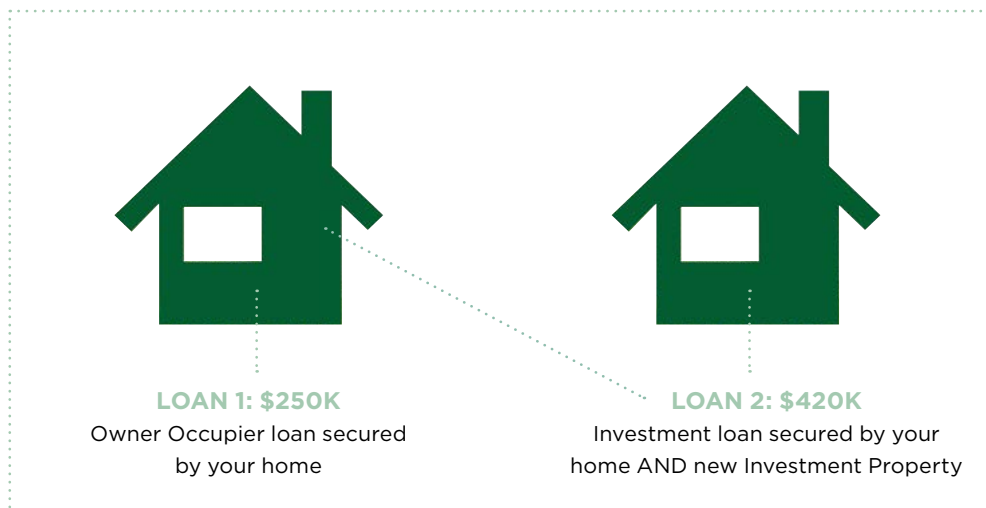 LOAN 1: $250K
Owner Occupier loan secured
by your home
LOAN 2: $420K
Investment loan secured by your
home AND new Investment Property